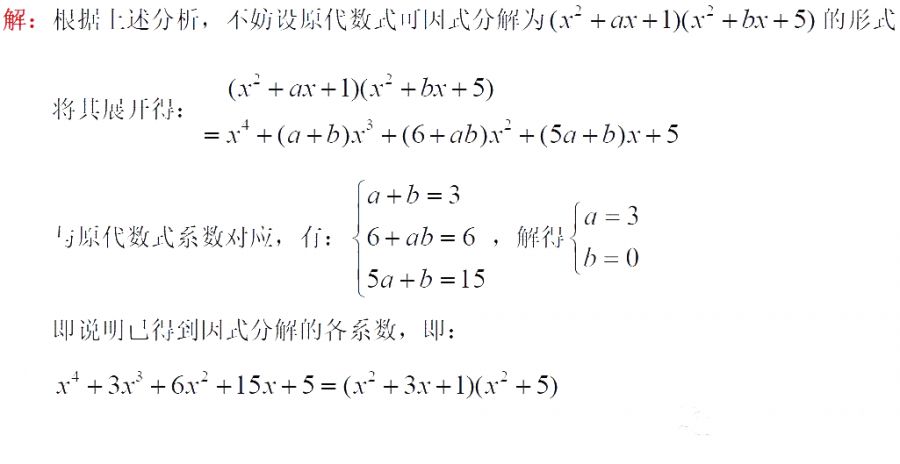 解：根据上述分析，不妨设原代数式可因式分解为(x²+ax+1)(x²+bx+5)的形式
将其展开得： (x²+ax+1)(x²+bx+5)
=x⁴+(a+b)x³+(6+ab)x²+(5a+b)x+5
与原代数式系数对应，有：{a+b=3
6+ab=6
5a+b=15
，解得{a=3
b=0
即说明已得到因式分解的各系数，即：
x⁴+3x³+6x²+15x+5=(x²+3x+1)(x²+5)